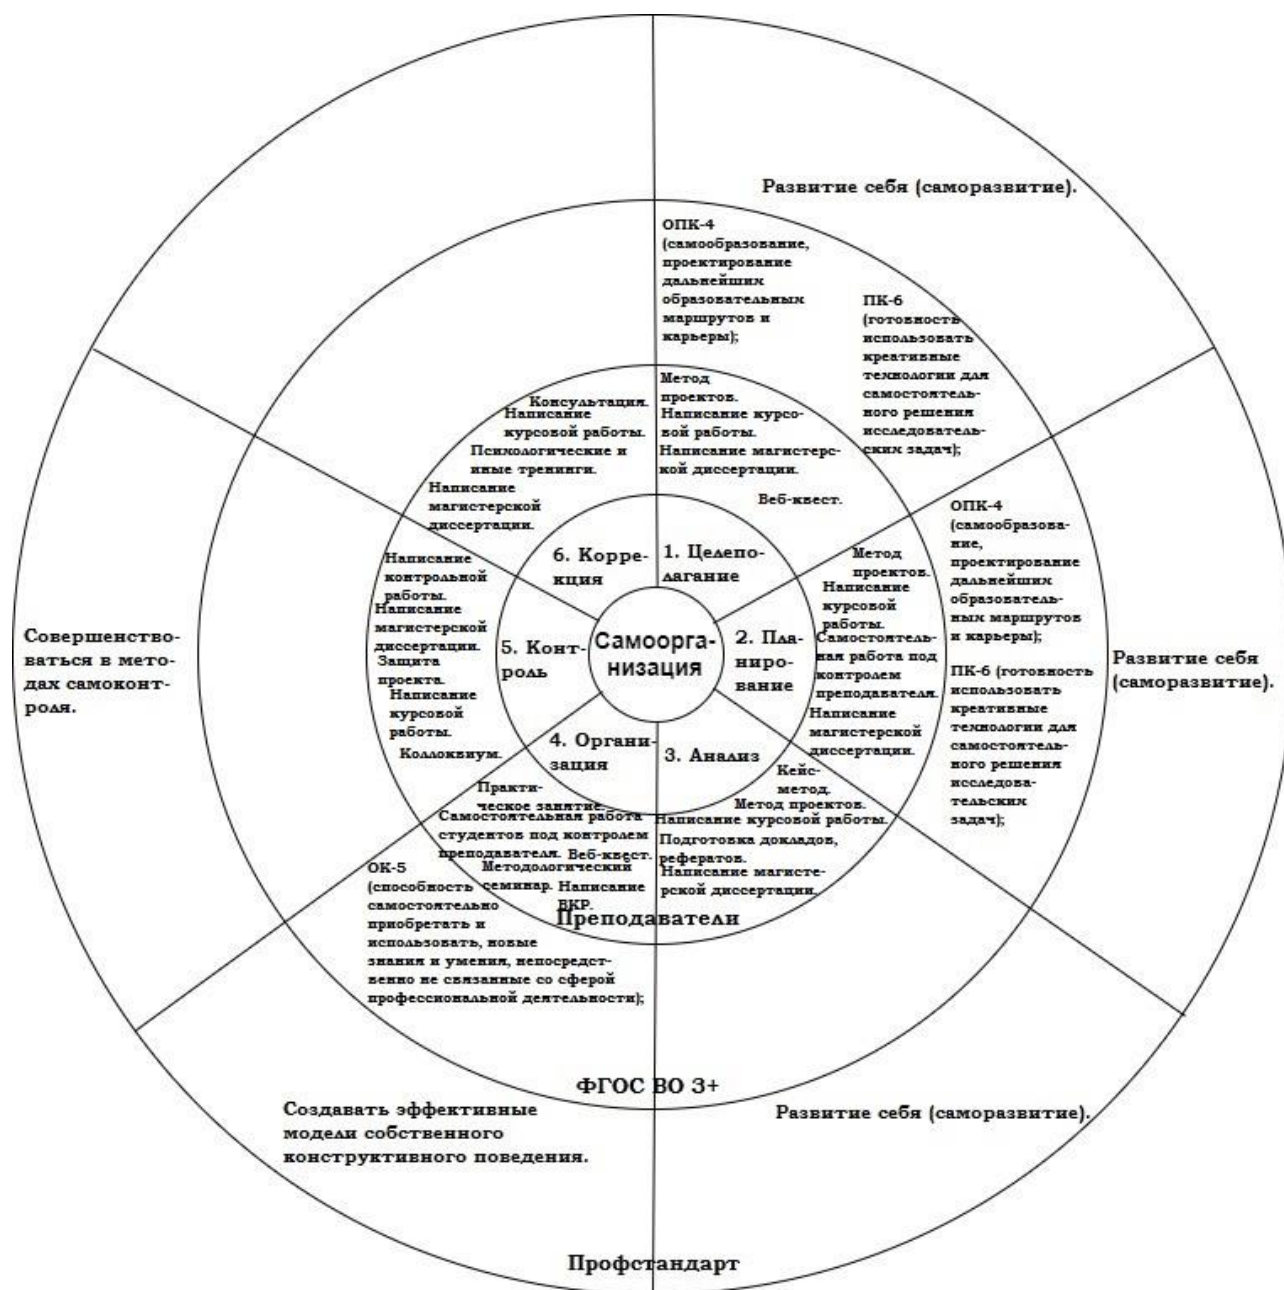 Развитие себя (саморазвитие).
ОПК-4
(самообразование,
проектирование
дальнейших
образовательных
маршрутов и
карьеры);
ПК-6
(готовность
использовать
креативные
технологии для
самостоятель-
ного решения
исследователь-
ских задач);
Метод
проектов.
Написание курсо-
вой работы.
Написание магистерс-
кой диссертации.
Веб-квест.
Консультация.
Написание
курсовой работы.
Психологические и
иные тренинги.
Написание
магистерской
диссертации.
6. Корре-
кция
1. Целепо-
лагание
ОПК-4
(самообразова-
ние,
проектирование
дальнейших
образователь-
ных маршрутов
и карьеры);
ПК-6 (готовность
использовать
креативные
технологии для
самостоятель-
ного решения
исследова-
тельских
задач);
Метод
проектов.
Написание
курсовой
работы.
Самостоятель-
ная работа под
контролем
преподавателя.
Написание
магистерской
диссертации.
Написание
контрольной
работы.
Написание
магистерской
диссертации.
Защита
проекта.
Написание
курсовой
работы.
Коллоквиум.
5. Конт-
роль
Самоорга-
низация
2. Пла-
ниро-
вание
Совершенство-
ваться в мето-
дах самоконт-
роля.
Развитие себя
(саморазвитие).
4. Органи-
зация
3. Анализ
Практи-
ческое занятие.
Самостоятельная работа
студентов под контролем
преподавателя. Веб-квест.
Методологический
семинар. Написание
ВКР.
Кейс-
метод.
Метод проектов.
Написание курсовой работы.
Подготовка докладов,
рефератов.
Написание магисте-
рской диссертации.
Преподаватели
ОК-5
(способность
самостоятельно
приобретать и
использовать, новые
знания и умения, непосредст-
венно не связанные со сферой
профессиональной деятельности);
ФГОС ВО 3+
Создавать эффективные
модели собственного
конструктивного поведения.
Развитие себя (саморазвитие).
Профстандарт